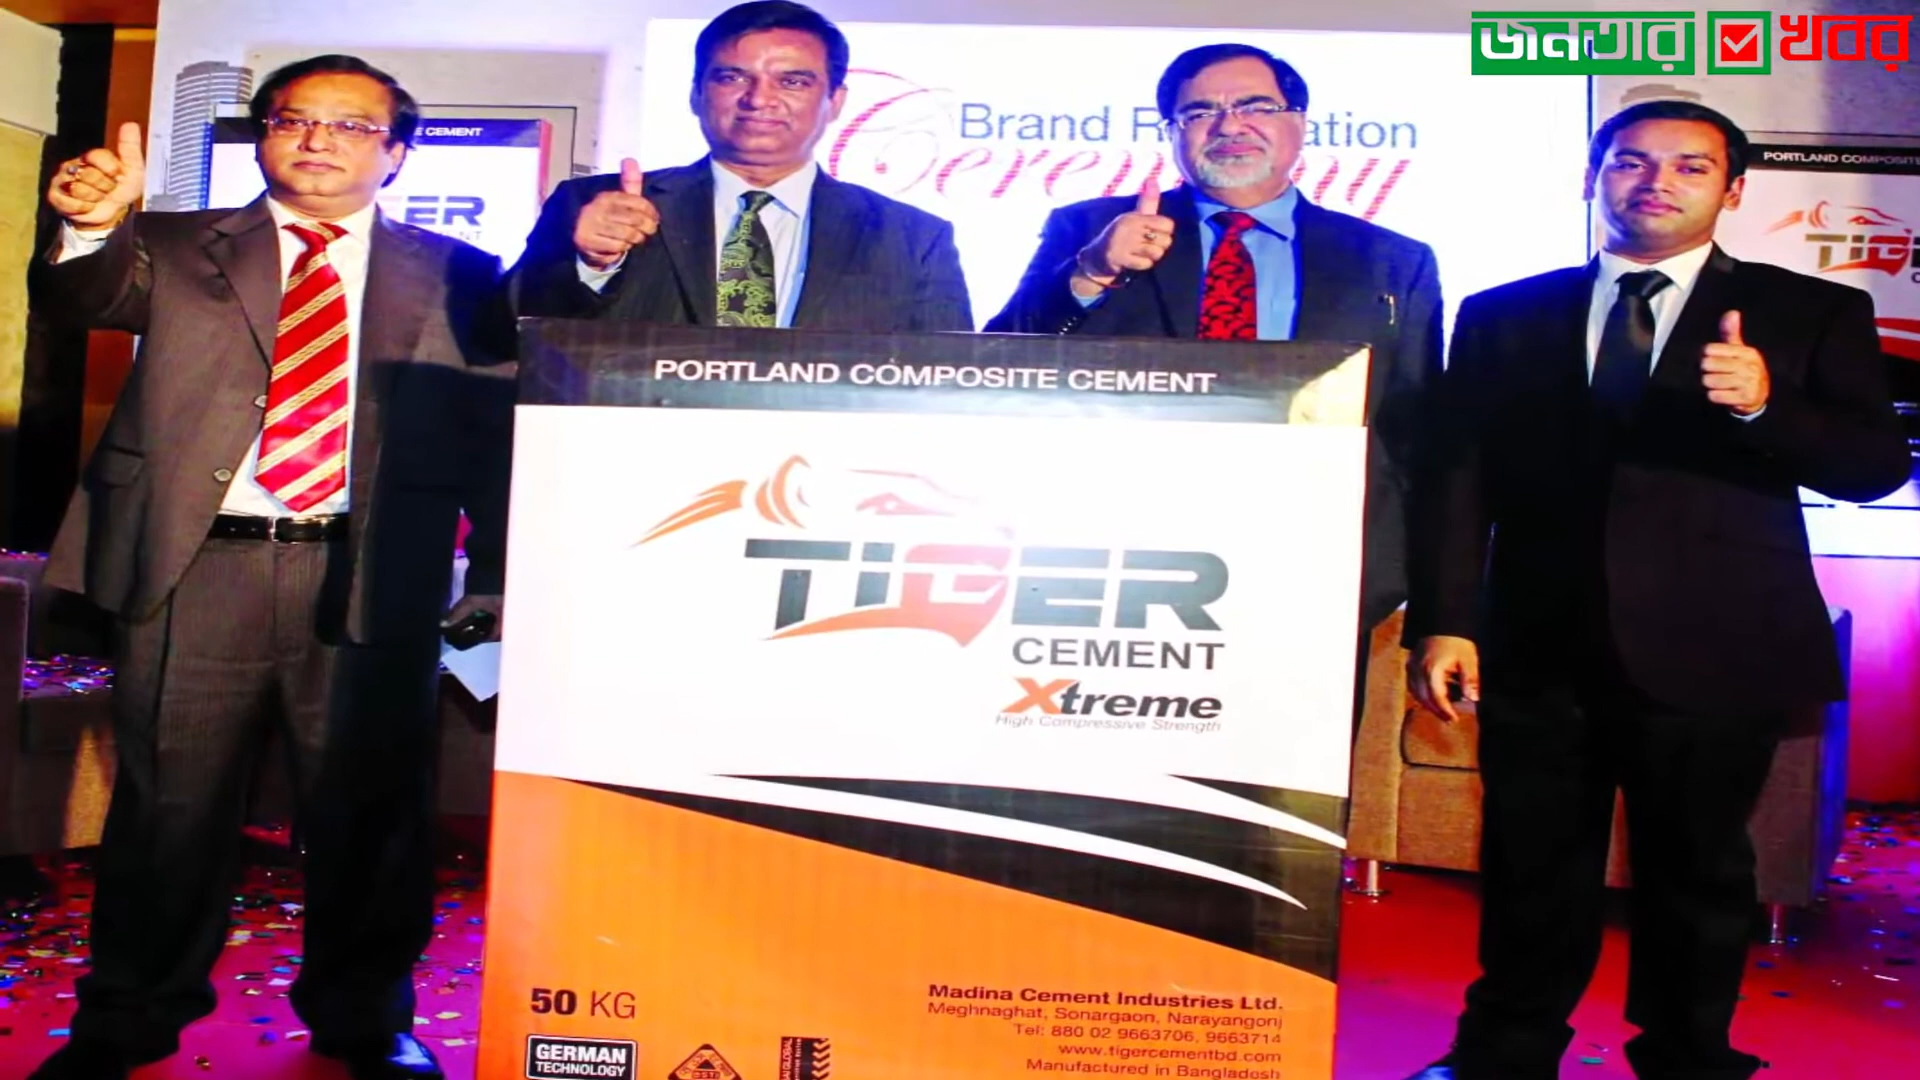 জনতার খবর
Brand R ation
Ceremony
E CEMENT
ER
PORTLAND COMPOSITE
PORTLAND COMPOSITE CEMENT
TIGER
CEMENT
Xtreme
High Compressive Strength
50 KG
GERMAN
TECHNOLOGY
Madina Cement Industries Ltd.
Meghnaghat, Sonargaon, Narayangonj
Tel: 880 02 9663706, 9663714
www.tigercementbd.com
Manufactured in Bangladesh